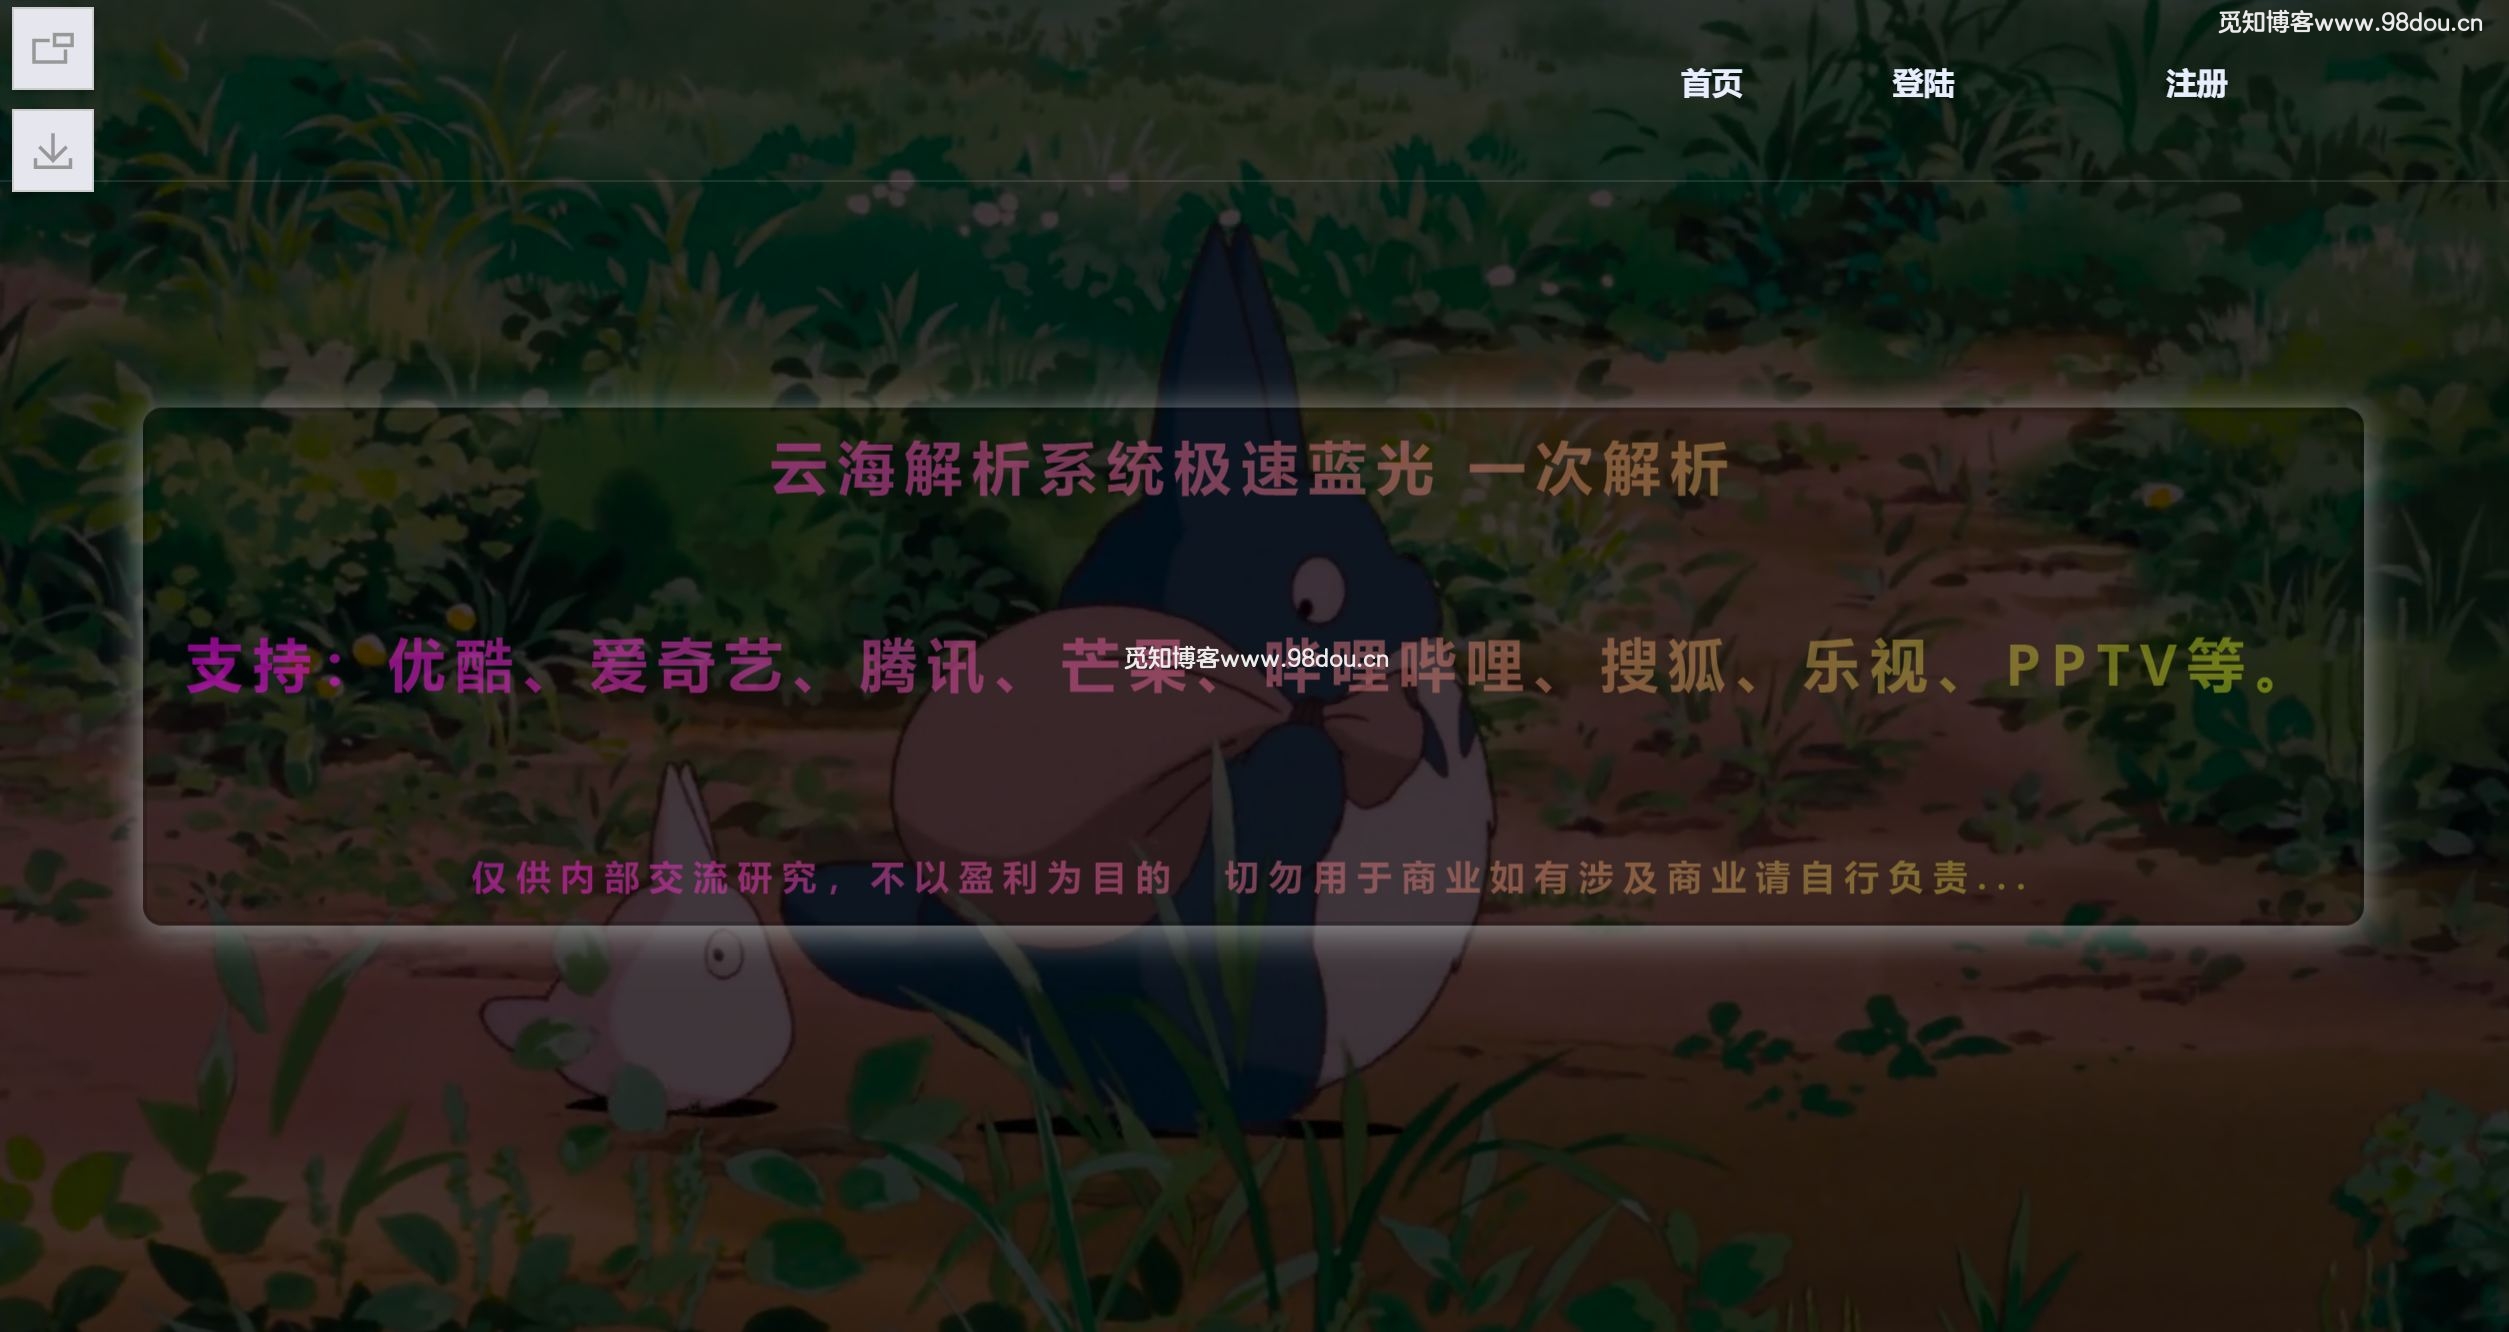 觅知博客www.98dou.cn
首页 登陆 注册
云海解析系统极速蓝光 一次解析
支持：优酷、爱奇艺、腾讯、芒果、哔哩哔哩、搜狐、乐视、PPTV等。
觅知博客www.98dou.cn
仅供内部交流研究，不以盈利为目的 切勿用于商业如有涉及商业请自行负责...